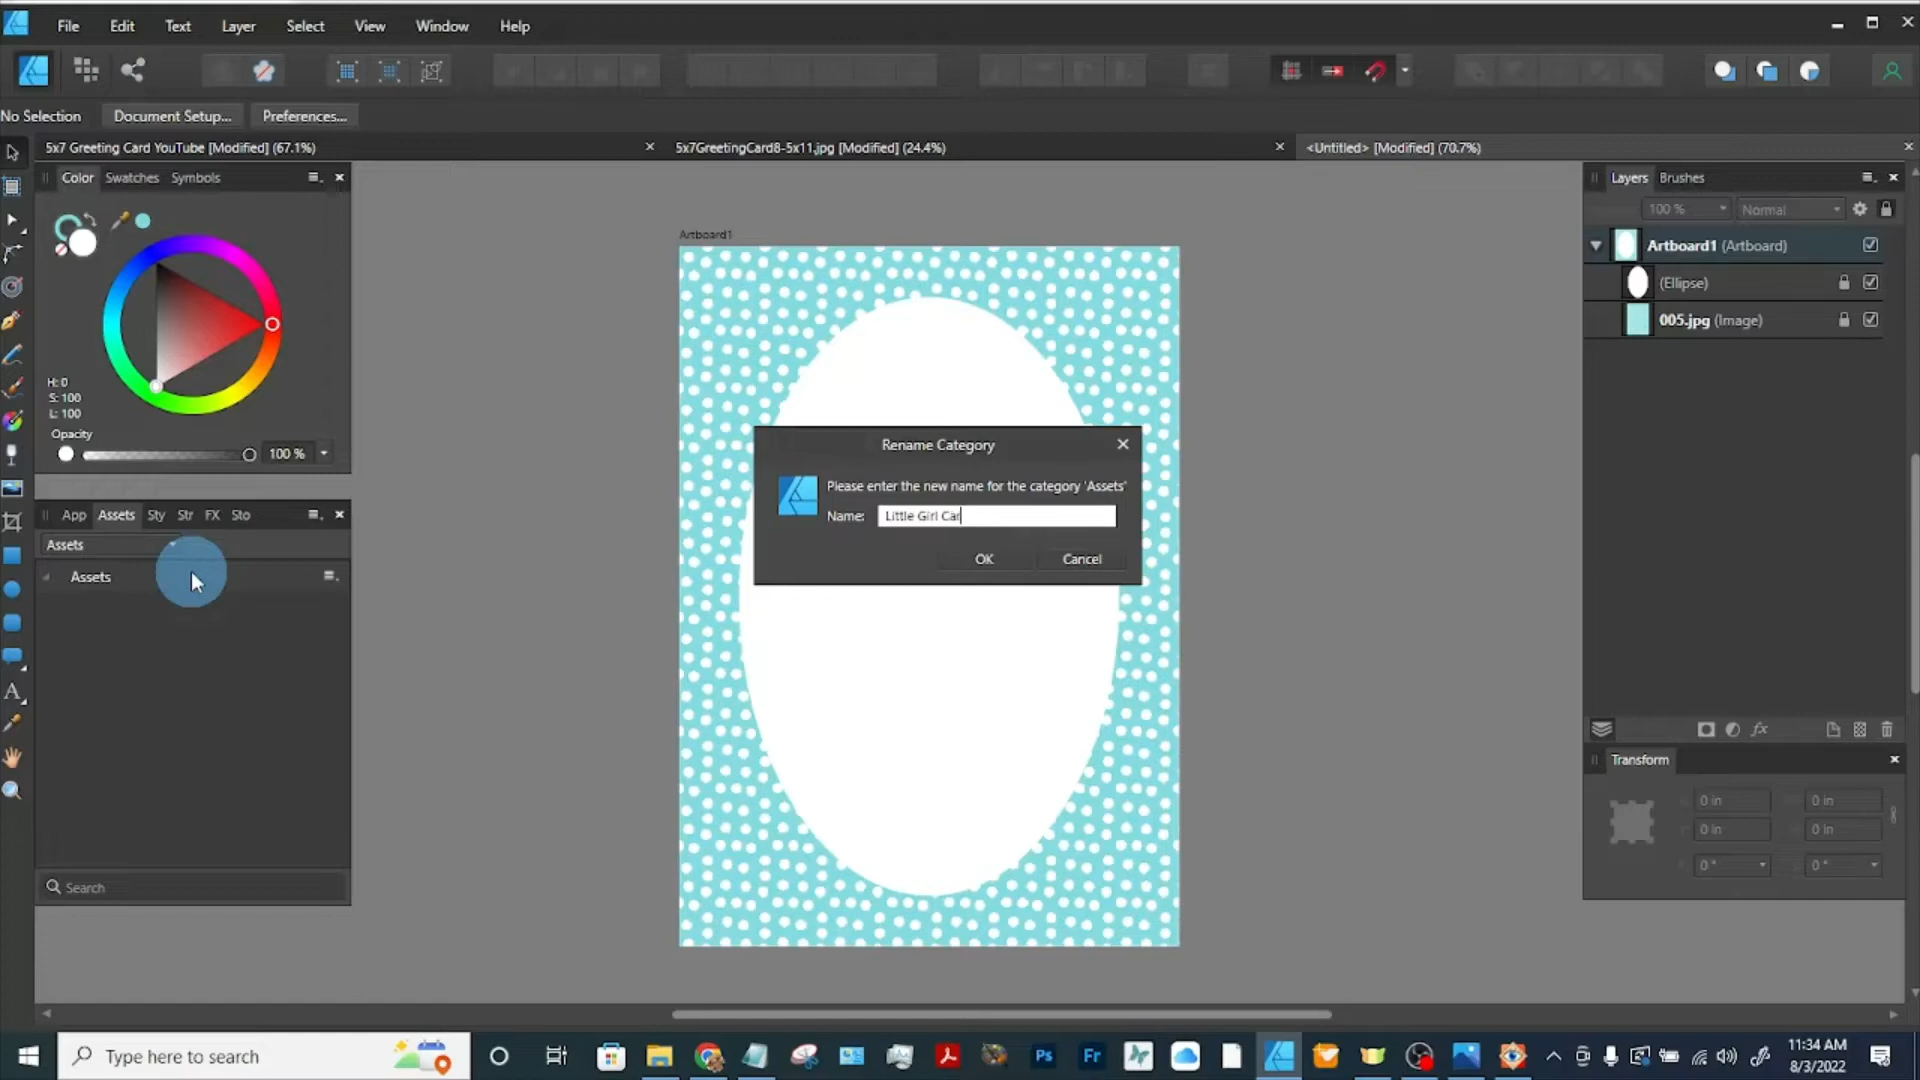 File Edit Text Layer Select View Window Help
No Selection Document Setup... Preferences...
5x7 Greeting Card YouTube [Modified] (67.1%)
5x7GreetingCard8-5x11.jpg [Modified] (24.4%)
<Untitled> [Modified] (70.7%)
Color Swatches Symbols
H: 0
S: 100
L: 100
Opacity
100 %
App Assets Sty Str FX Sto
Assets
Assets
Search
Artboard1
Rename Category
Please enter the new name for the category 'Assets'
Name: Little Girl Car
OK Cancel
Layers Brushes
100 % Normal
Artboard1 (Artboard)
(Ellipse)
005.jpg (Image)
fx
Transform
0 in 0 in
0 in 0 in
0 ° 0 °
Type here to search
Ps
Fr
11:34 AM
8/3/2022